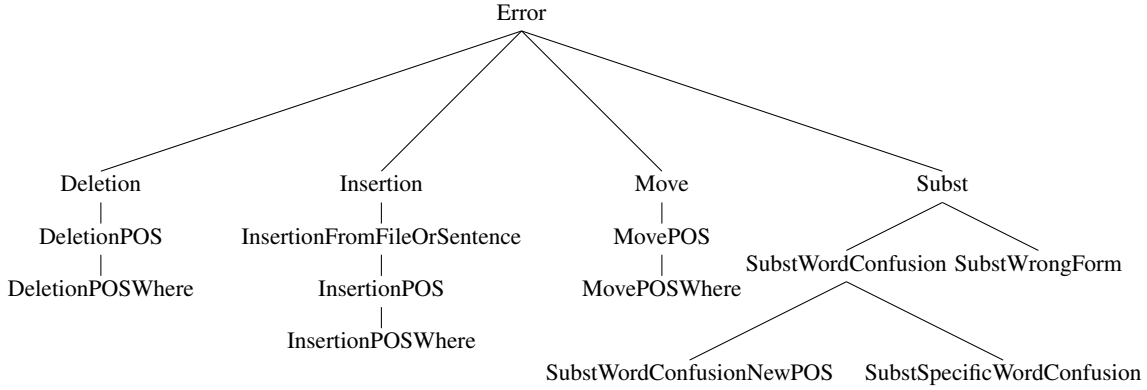 Error
Deletion Insertion Move Subst
DeletionPOS InsertionFromFileOrSentence MovePOS
SubstWordConfusion SubstWrongForm
DeletionPOSWhere InsertionPOS MovePOSWhere
InsertionPOSWhere
SubstWordConfusionNewPOS SubstSpecificWordConfusion